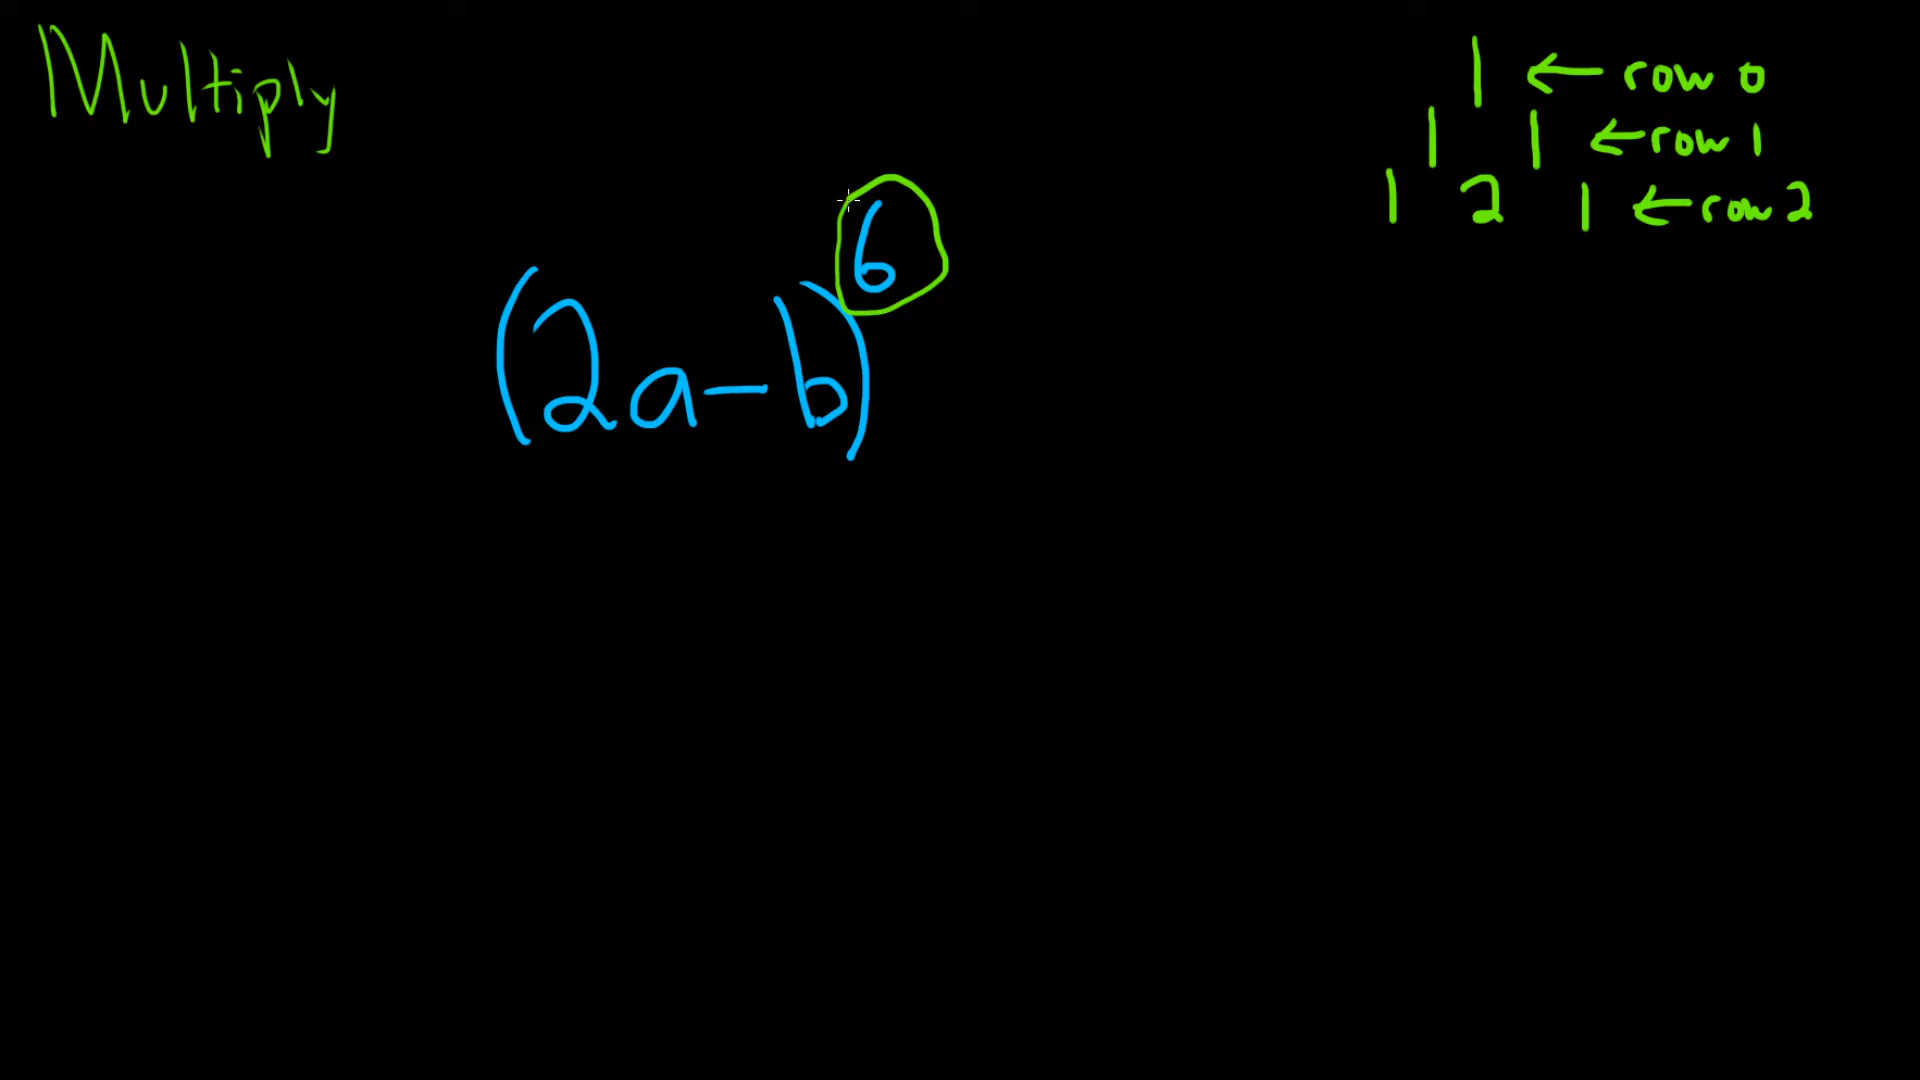 Multiply
1 ← row 0
1 1 ← row 1
1 2 1 ← row 2
(2a-b)⁶